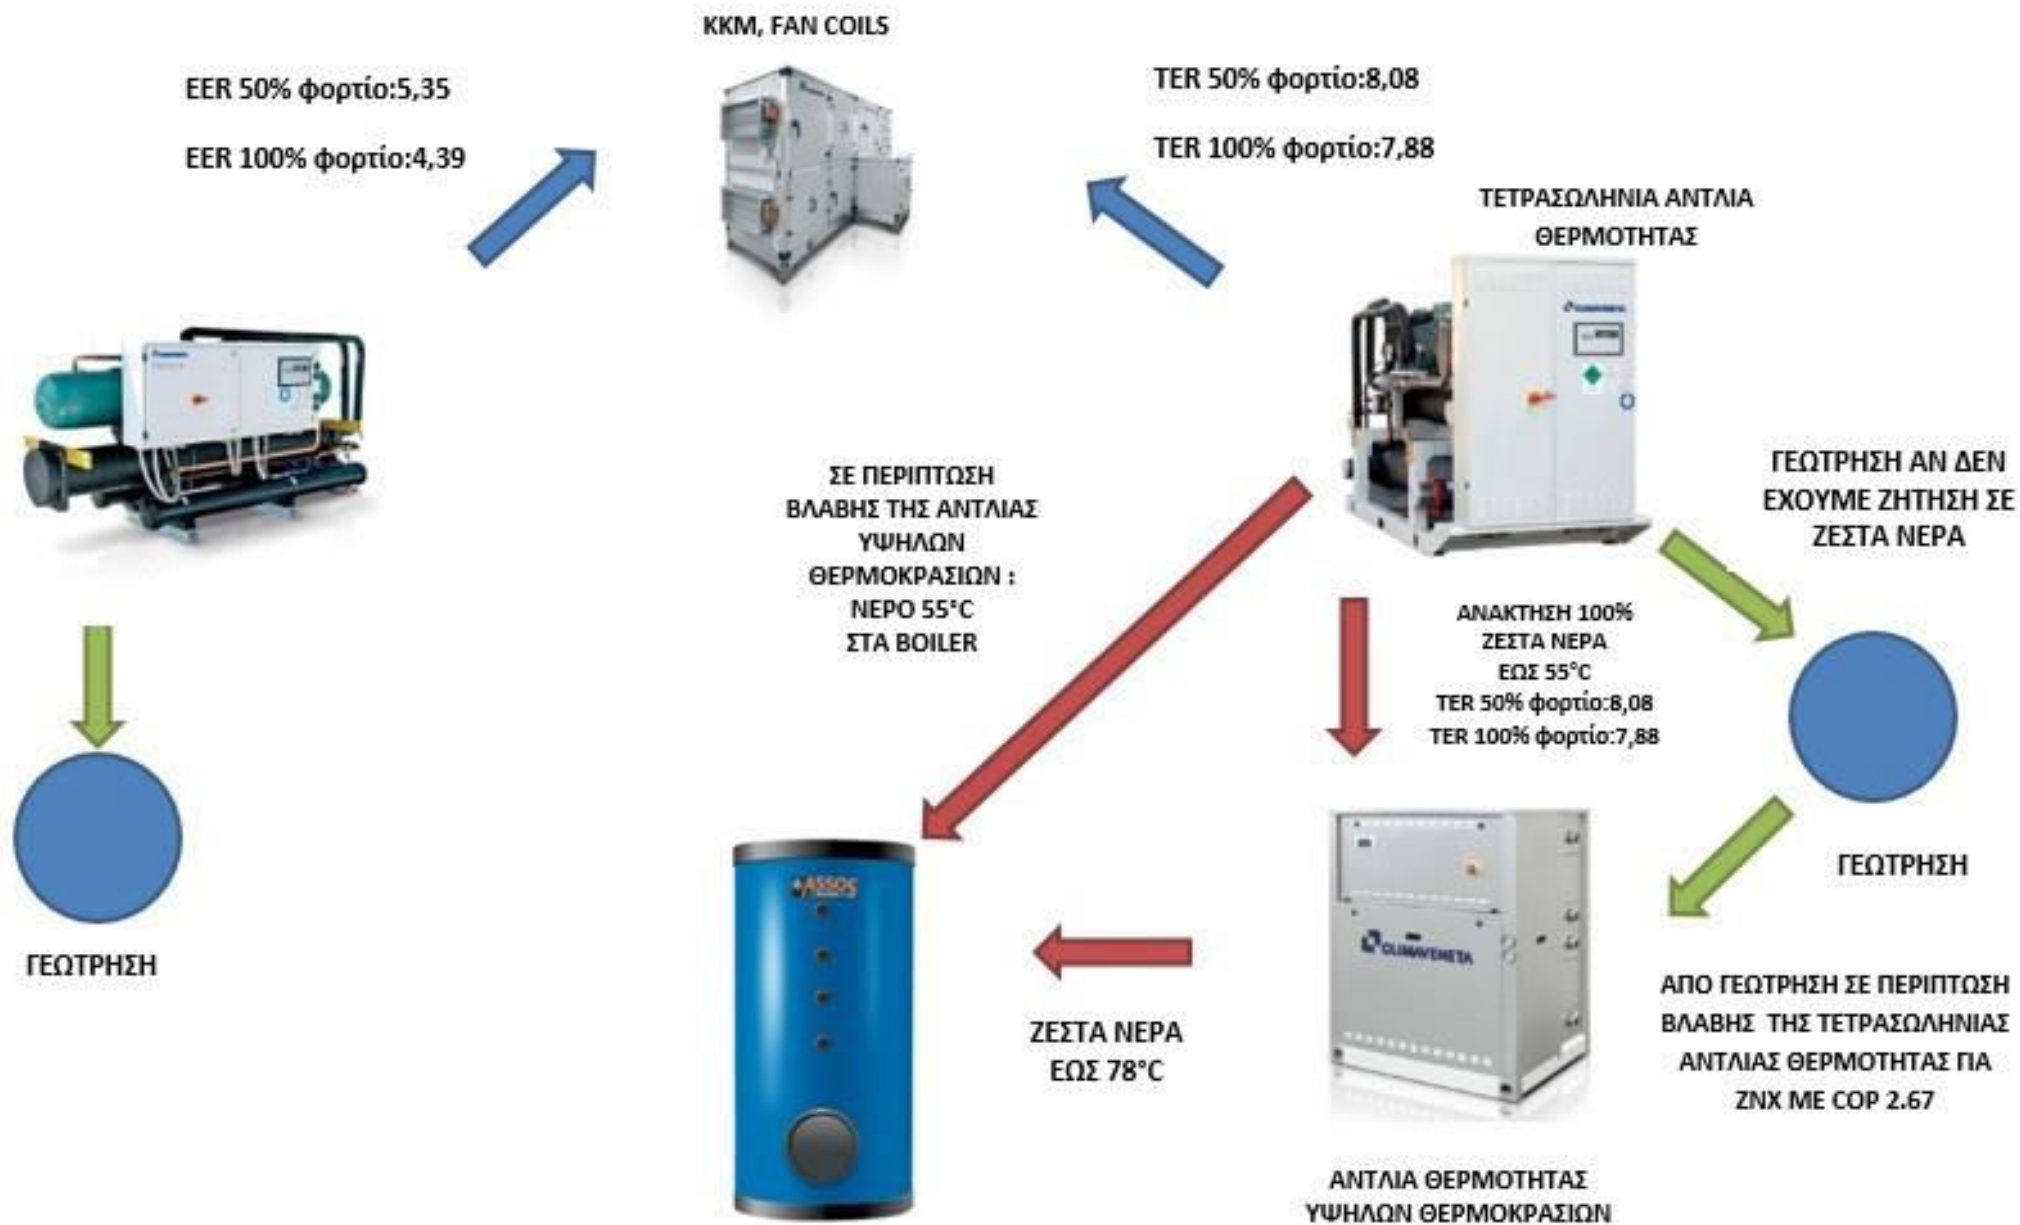 ΚΚΜ, FAN COILS
EER 50% φορτίο:5,35
EER 100% φορτίο:4,39
TER 50% φορτίο:8,08
TER 100% φορτίο:7,88
ΤΕΤΡΑΣΩΛΗΝΙΑ ΑΝΤΛΙΑ
ΘΕΡΜΟΤΗΤΑΣ
CLIMAVENETA
ΣΕ ΠΕΡΙΠΤΩΣΗ
ΒΛΑΒΗΣ ΤΗΣ ΑΝΤΛΙΑΣ
ΥΨΗΛΩΝ
ΘΕΡΜΟΚΡΑΣΙΩΝ :
ΝΕΡΟ 55°C
ΣΤΑ BOILER
ΓΕΩΤΡΗΣΗ ΑΝ ΔΕΝ
ΕΧΟΥΜΕ ΖΗΤΗΣΗ ΣΕ
ΖΕΣΤΑ ΝΕΡΑ
ΑΝΑΚΤΗΣΗ 100%
ΖΕΣΤΑ ΝΕΡΑ
ΕΩΣ 55°C
TER 50% φορτίο:8,08
TER 100% φορτίο:7,88
ΓΕΩΤΡΗΣΗ
ΓΕΩΤΡΗΣΗ
ASSOS
CLIMAVENETA
ΖΕΣΤΑ ΝΕΡΑ
ΕΩΣ 78°C
ΑΠΟ ΓΕΩΤΡΗΣΗ ΣΕ ΠΕΡΙΠΤΩΣΗ
ΒΛΑΒΗΣ ΤΗΣ ΤΕΤΡΑΣΩΛΗΝΙΑΣ
ΑΝΤΛΙΑΣ ΘΕΡΜΟΤΗΤΑΣ ΓΙΑ
ΖΝΧ ΜΕ COP 2.67
ΑΝΤΛΙΑ ΘΕΡΜΟΤΗΤΑΣ
ΥΨΗΛΩΝ ΘΕΡΜΟΚΡΑΣΙΩΝ